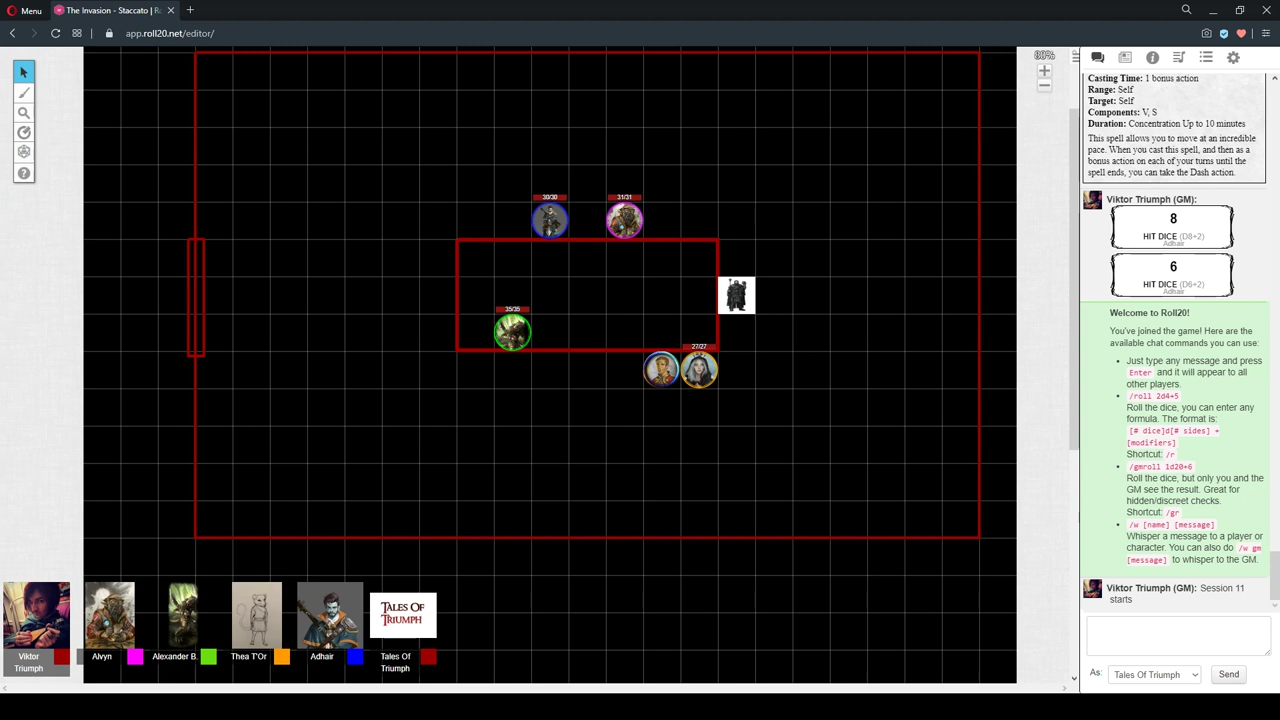 Menu
The Invasion - Staccato | Ro
app.roll20.net/editor/
80%
30/30
31/31
35/35
27/27
Casting Time: 1 bonus action
Range: Self
Target: Self
Components: V, S
Duration: Concentration Up to 10 minutes
This spell allows you to move at an incredible
pace. When you cast this spell, and then as a
bonus action on each of your turns until the
spell ends, you can take the Dash action.
Viktor Triumph (GM):
8
HIT DICE (D8+2)
Adhair
6
HIT DICE (D6+2)
Adhair
Welcome to Roll20!
You've joined the game! Here are the
available chat commands you can use:
Just type any message and press
Enter and it will appear to all
other players.
/roll 2d4+5
Roll the dice, you can enter any
formula. The format is:
[# dice]d[# sides] +
[modifiers]
Shortcut: /r
/gmroll 1d20+6
Roll the dice, but only you and the
GM see the result. Great for
hidden/discreet checks.
Shortcut: /gr
/w [name] [message]
Whisper a message to a player or
character. You can also do /w gm
[message] to whisper to the GM.
Viktor Triumph (GM): Session 11
starts
As: Tales Of Triumph Send
TALES OF
TRIUMPH
Viktor
Triumph
Alvyn
Alexander B.
Thea T'Or
Adhair
Tales Of
Triumph